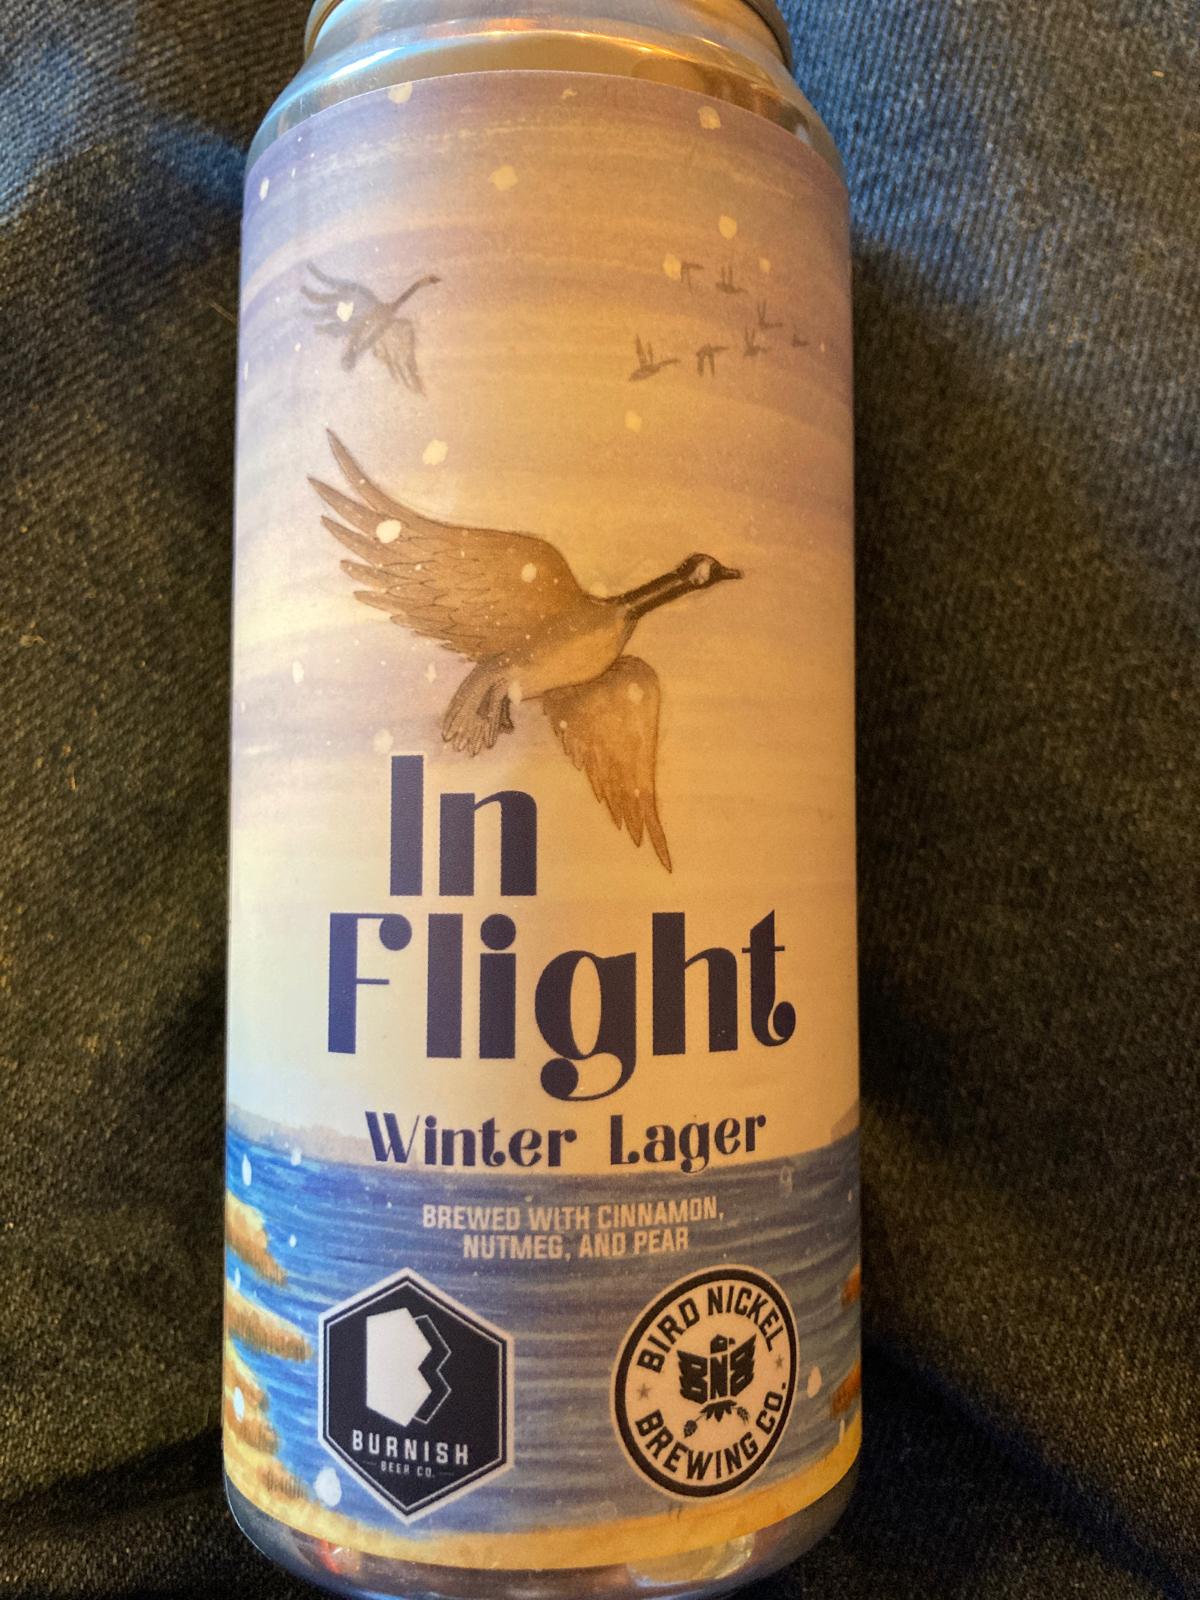 In
Flight
Winter Lager
BREWED WITH CINNAMON,
NUTMEG, AND PEAR
BURNISH
BEER CO.
BIRD NICKEL
BNB
BREWING CO.